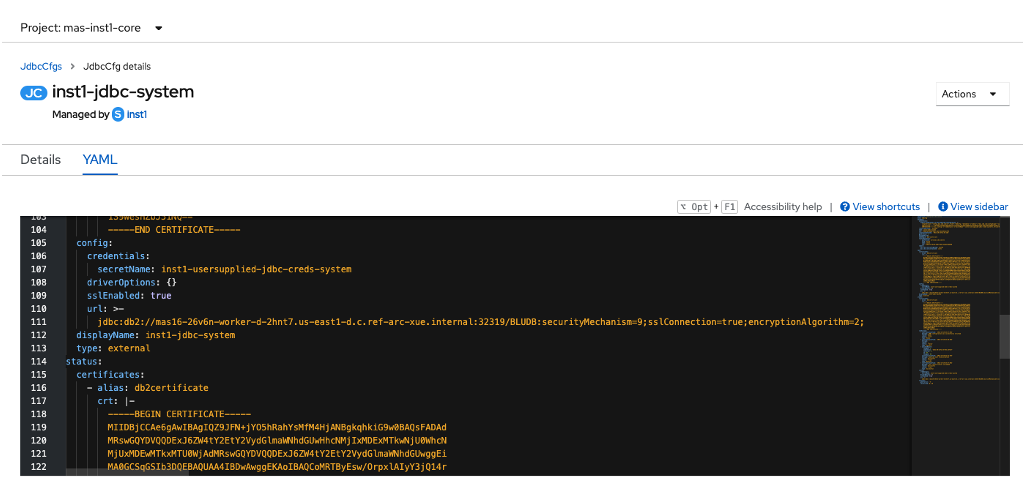 Project: mas-inst1-core
JdbcCfgs > JdbcCfg details
JC inst1-jdbc-system
Managed by S inst1
Actions
Details YAML
⌥ Opt + F1 Accessibility help | View shortcuts | View sidebar
103
104 -----END CERTIFICATE-----
105 config:
106 credentials:
107 secretName: inst1-usersupplied-jdbc-creds-system
108 driverOptions: {}
109 sslEnabled: true
110 url: >-
111 jdbc:db2://mas16-26v6n-worker-d-2hnt7.us-east1-d.c.ref-arc-xue.internal:32319/BLUDB:securityMechanism=9;sslConnection=true;encryptionAlgorithm=2;
112 displayName: inst1-jdbc-system
113 type: external
114 status:
115 certificates:
116 - alias: db2certificate
117 crt: |-
118 -----BEGIN CERTIFICATE-----
119 MIIDBjCCAe6gAwIBAgIQZ9JFN+jYO5hRahYsMfM4HjANBgkqhkiG9w0BAQsFADAd
120 MRswGQYDVQQDExJ6ZW4tY2EtY2VydGlmaWNhdGUwHhcNMjIxMDExMTkwNjU0WhcN
121 MjUxMDEwMTkxMTU0WjAdMRswGQYDVQQDExJ6ZW4tY2EtY2VydGlmaWNhdGUwggEi
122 MA0GCSqGSIb3DQEBAQUAA4IBDwAwggEKAoIBAQCoMRTByEsw/OrpxlAIyY3jQ14r